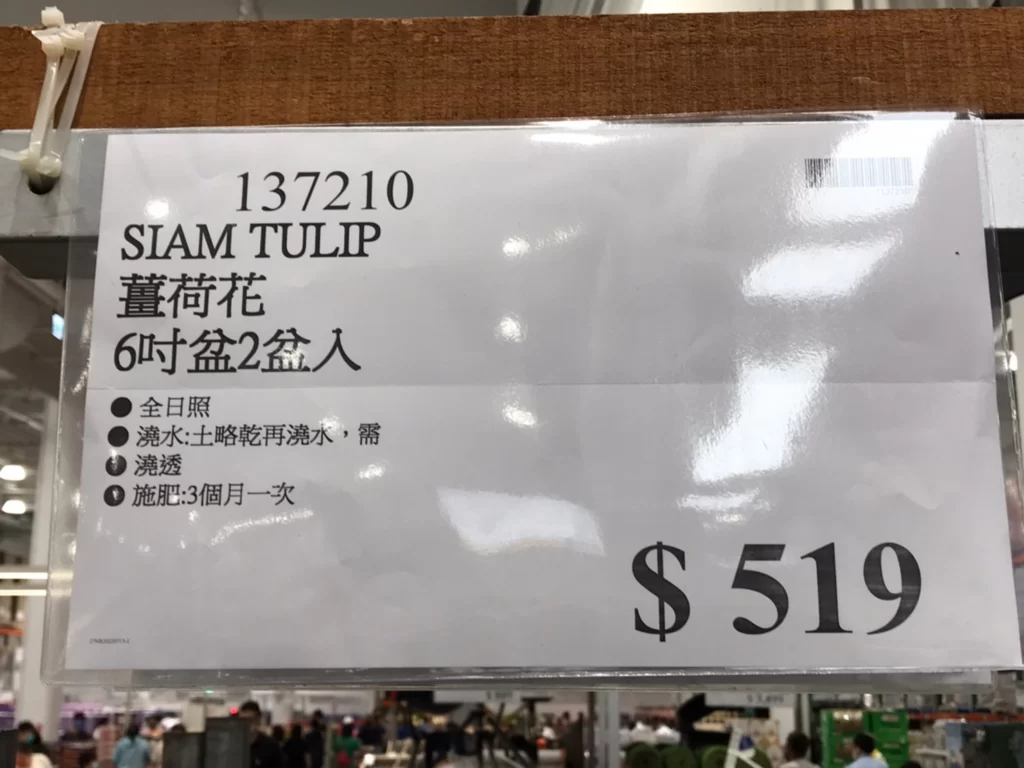 137210
SIAM TULIP
薑荷花
6吋盆2盆入
● 全日照
● 澆水:土略乾再澆水，需
● 澆透
● 施肥:3個月一次
$ 519